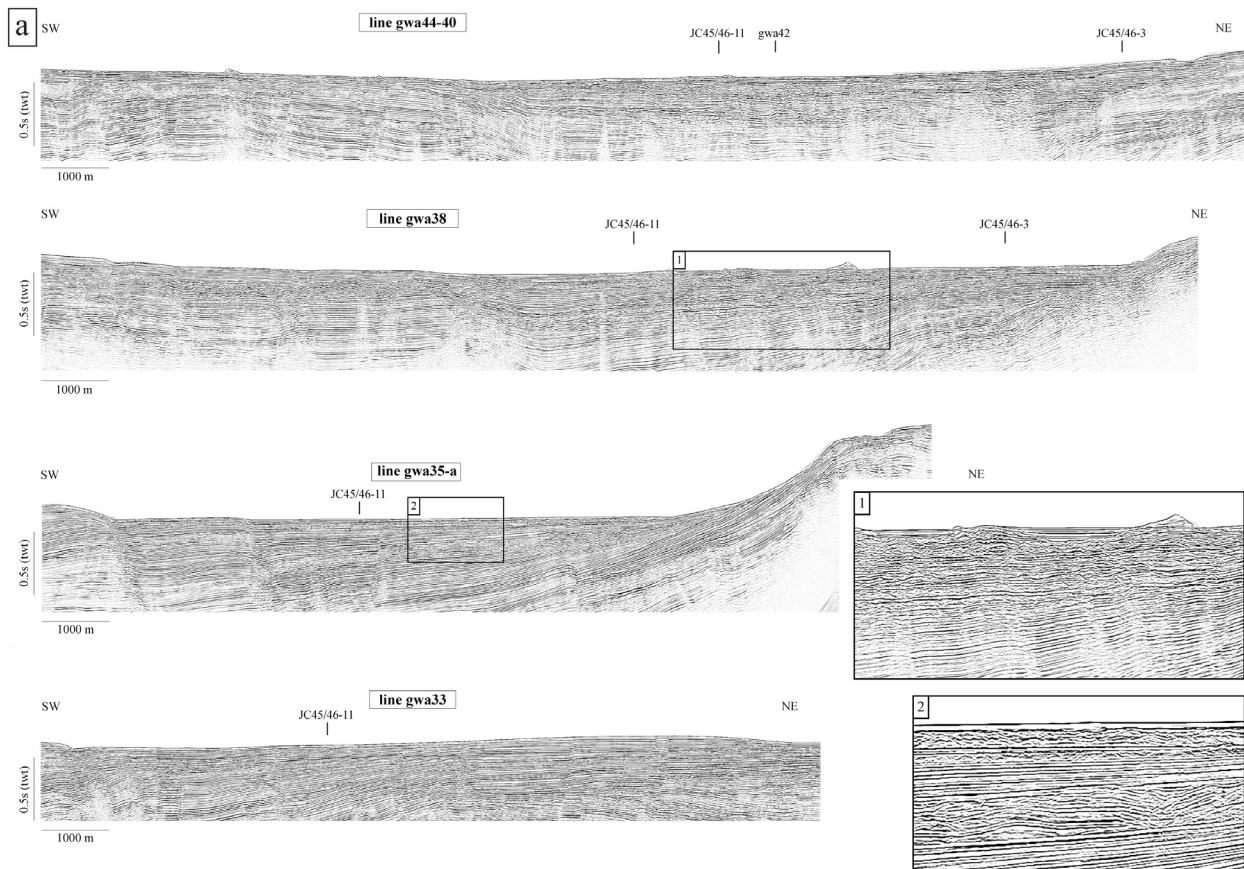 a
SW
line gwa44-40
JC45/46-11
gwa42
JC45/46-3
NE
0.5s (twt)
1000 m
SW
line gwa38
JC45/46-11
JC45/46-3
NE
1
0.5s (twt)
1000 m
SW
line gwa35-a
JC45/46-11
NE
2
0.5s (twt)
1000 m
1
SW
line gwa33
JC45/46-11
NE
0.5s (twt)
1000 m
2